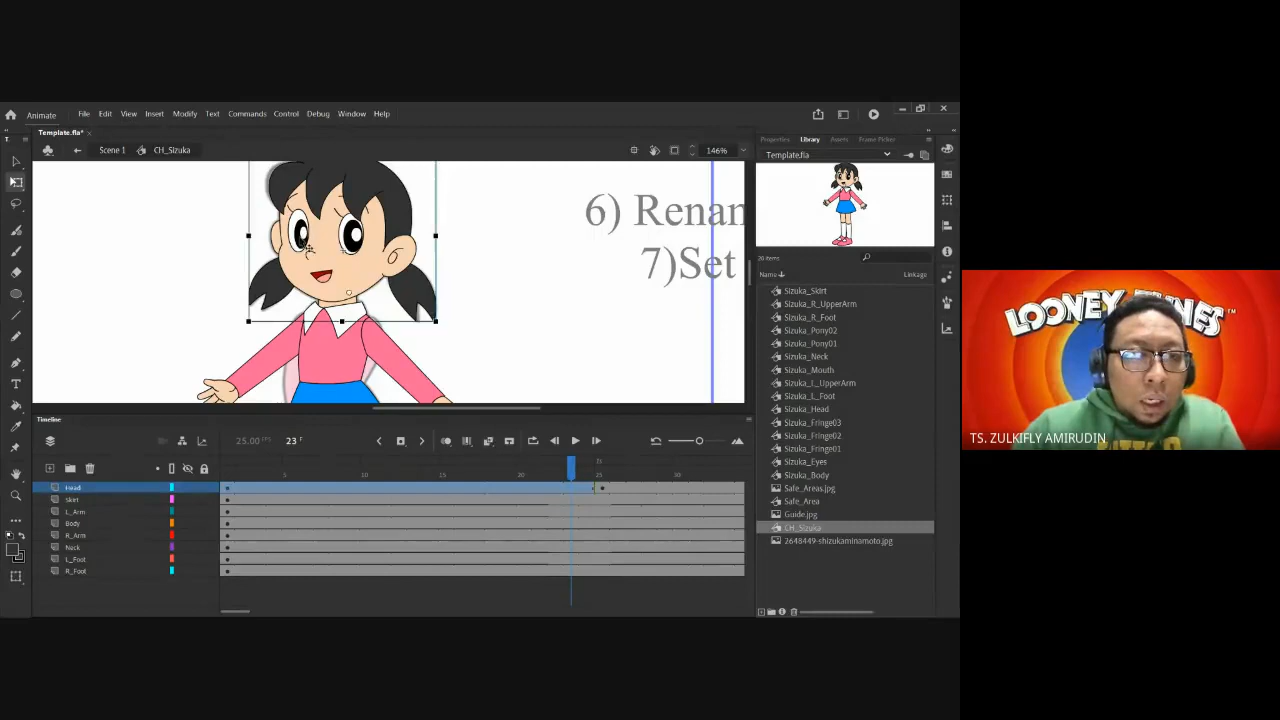 Animate File Edit View Insert Modify Text Commands Control Debug Window Help
Template.fla* ×
Scene 1 CH_Sizuka 146%
6) Renan
7)Set
Properties Library Assets Frame Picker
Template.fla
20 items
Name Linkage
Sizuka_Skirt
Sizuka_R_UpperArm
Sizuka_R_Foot
Sizuka_Pony02
Sizuka_Pony01
Sizuka_Neck
Sizuka_Mouth
Sizuka_L_UpperArm
Sizuka_L_Foot
Sizuka_Head
Sizuka_Fringe03
Sizuka_Fringe02
Sizuka_Fringe01
Sizuka_Eyes
Sizuka_Body
Safe_Areas.jpg
Safe_Area
Guide.jpg
CH_Sizuka
2648449-shizukaminamoto.jpg
Timeline
25.00 FPS 23 F
5 10 15 20 25 30
Head
Skirt
L_Arm
Body
R_Arm
Neck
L_Foot
R_Foot
LOONEY TUNES
TS. ZULKIFLY AMIRUDIN